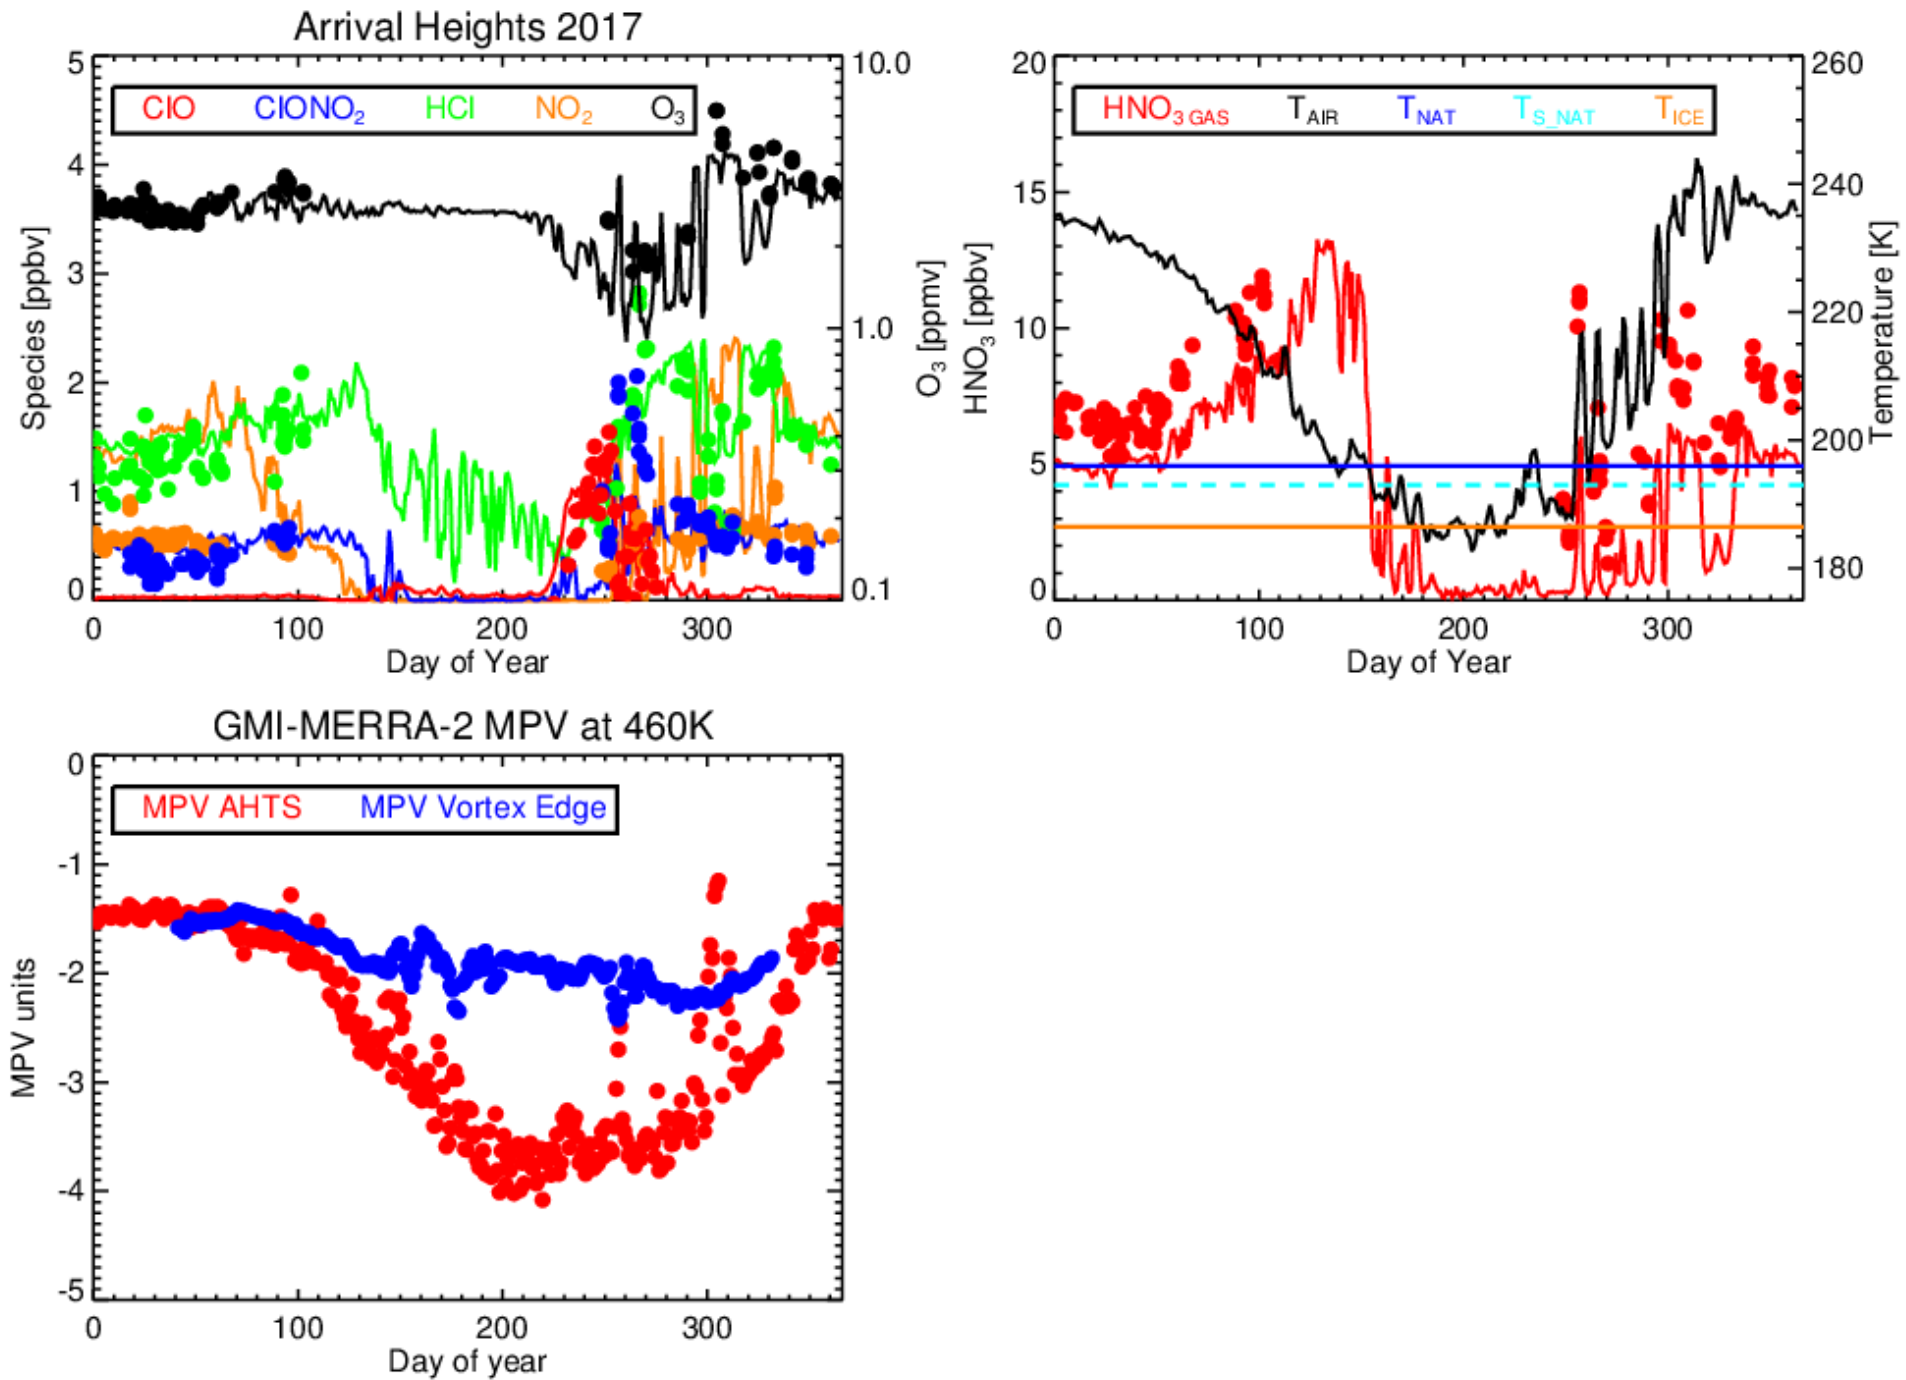 Arrival Heights 2017
ClO ClONO2 HCl NO2 O3
5
4
3
2
1
0
Species [ppbv]
10.0
1.0
0.1
O3 [ppmv]
0 100 200 300
Day of Year
HNO3 GAS TAIR TNAT TS_NAT TICE
20
15
10
5
0
HNO3 [ppbv]
260
240
220
200
180
Temperature [K]
0 100 200 300
Day of Year
GMI-MERRA-2 MPV at 460K
MPV AHTS MPV Vortex Edge
0
-1
-2
-3
-4
-5
MPV units
0 100 200 300
Day of year